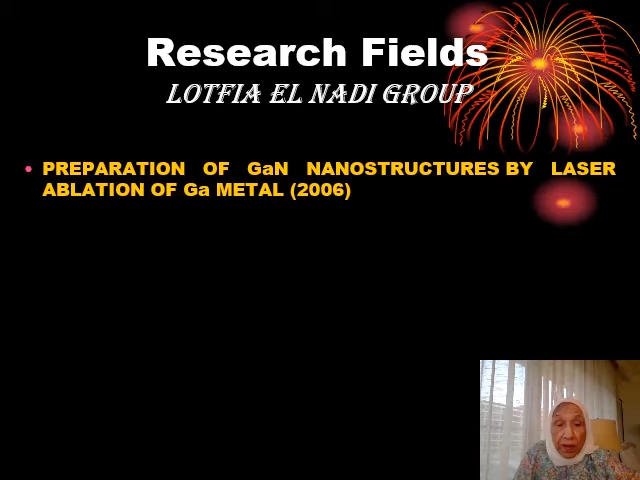 Research Fields
LOTFIA EL NADI GROUP
• PREPARATION OF GaN NANOSTRUCTURES BY LASER
ABLATION OF Ga METAL (2006)